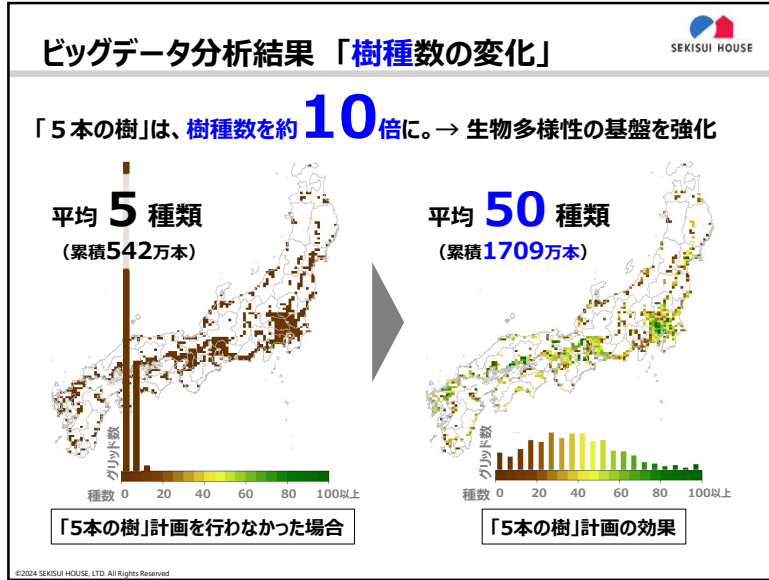 ビッグデータ分析結果 「樹種数の変化」
SEKISUI HOUSE
「5本の樹」は、樹種数を約10倍に。→ 生物多様性の基盤を強化
平均 5 種類
(累積542万本)
グリッド数
種数 0 20 40 60 80 100以上
「5本の樹」計画を行わなかった場合
平均 50 種類
(累積1709万本)
グリッド数
種数 0 20 40 60 80 100以上
「5本の樹」計画の効果
©2024 SEKISUI HOUSE, LTD. All Rights Reserved